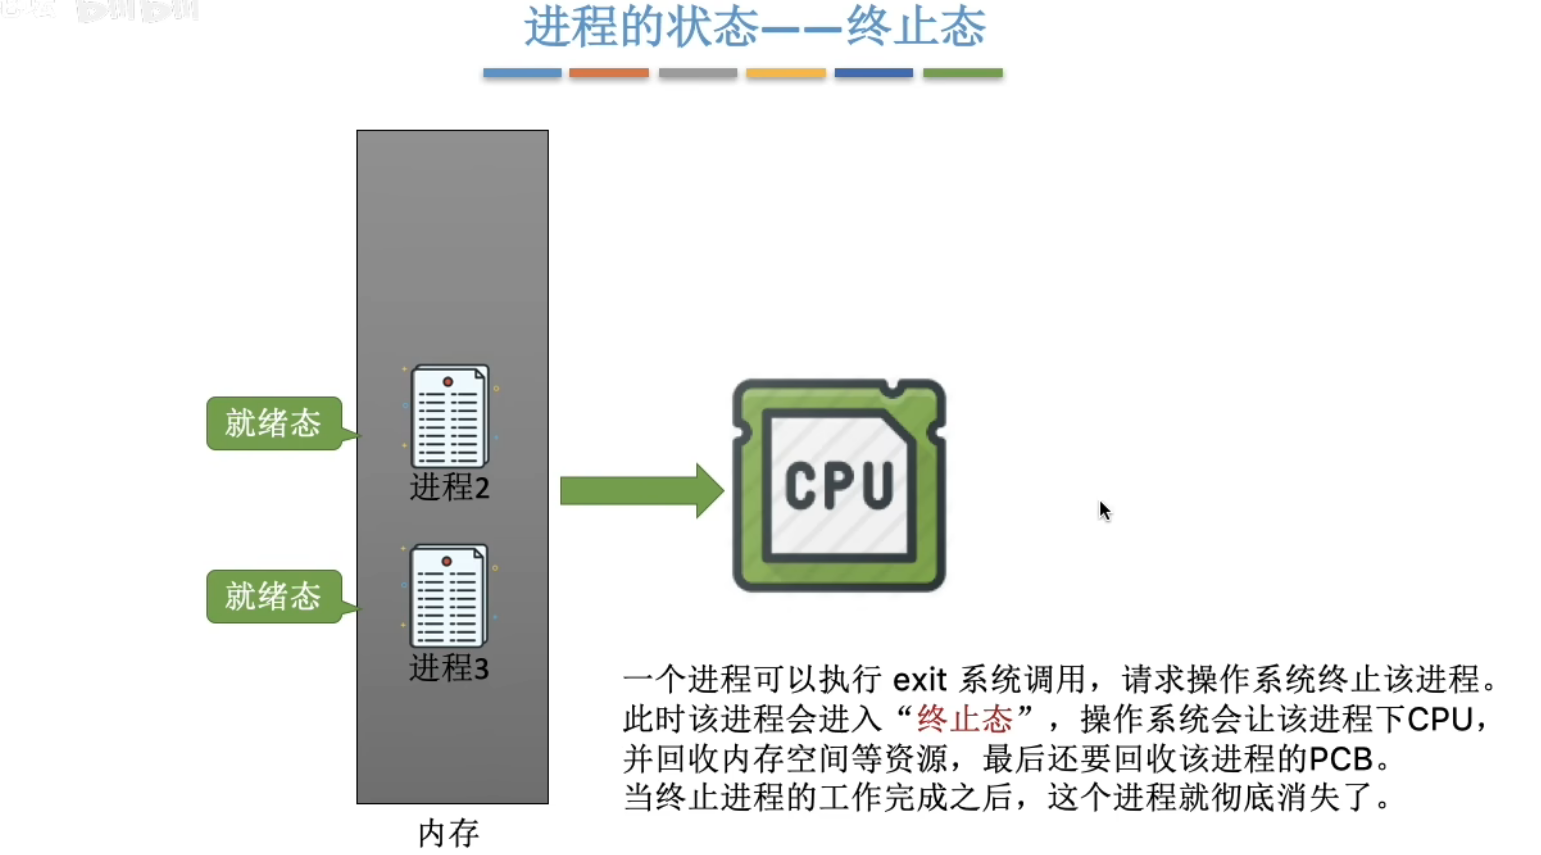 进程的状态——终止态
就绪态
进程2
CPU
就绪态
进程3
一个进程可以执行 exit 系统调用，请求操作系统终止该进程。
此时该进程会进入“终止态”，操作系统会让该进程下CPU，
并回收内存空间等资源，最后还要回收该进程的PCB。
当终止进程的工作完成之后，这个进程就彻底消失了。
内存